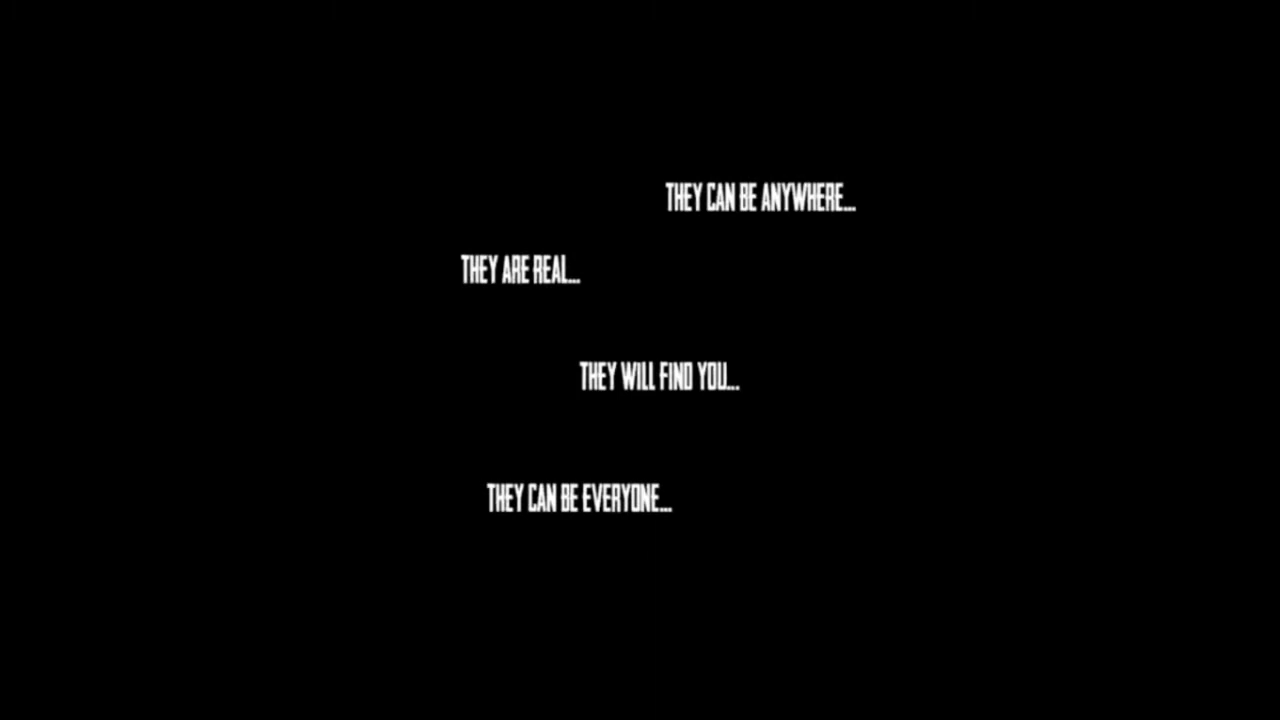 THEY CAN BE ANYWHERE...
THEY ARE REAL...
THEY WILL FIND YOU...
THEY CAN BE EVERYONE...